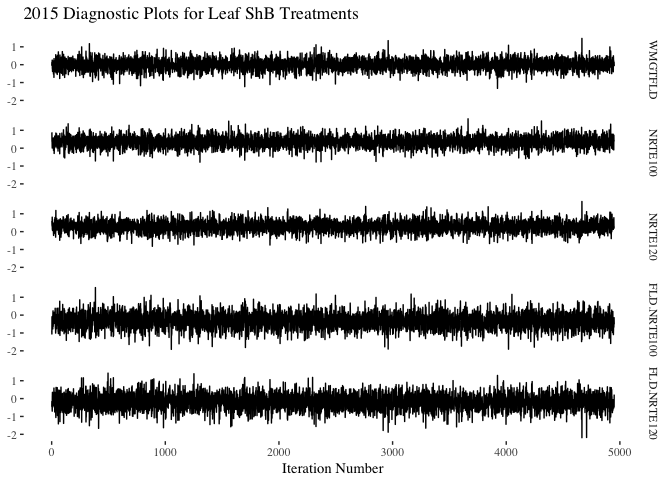 2015 Diagnostic Plots for Leaf ShB Treatments
1
0
-1
-2
WMGTFLD
1
0
-1
-2
NRTE100
1
0
-1
-2
NRTE120
1
0
-1
-2
FLD.NRTE100
1
0
-1
-2
FLD.NRTE120
0 1000 2000 3000 4000 5000
Iteration Number